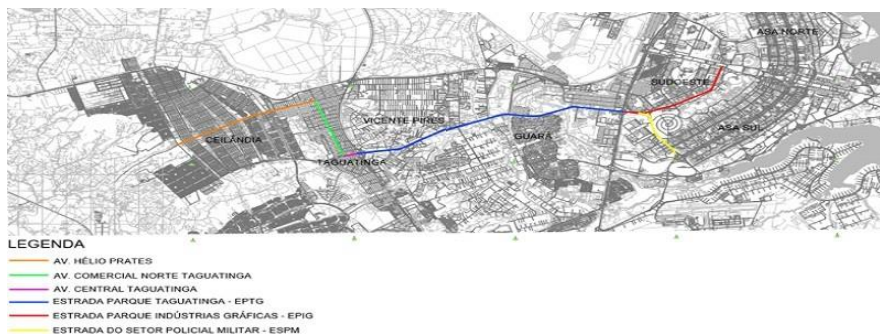 ASA NORTE
SUDOESTE
VICENTE PIRES
CEILÂNDIA
GUARÁ
ASA SUL
TAGUATINGA
LEGENDA
AV. HÉLIO PRATES
AV. COMERCIAL NORTE TAGUATINGA
AV. CENTRAL TAGUATINGA
ESTRADA PARQUE TAGUATINGA - EPTG
ESTRADA PARQUE INDÚSTRIAS GRÁFICAS - EPIG
ESTRADA DO SETOR POLICIAL MILITAR - ESPM